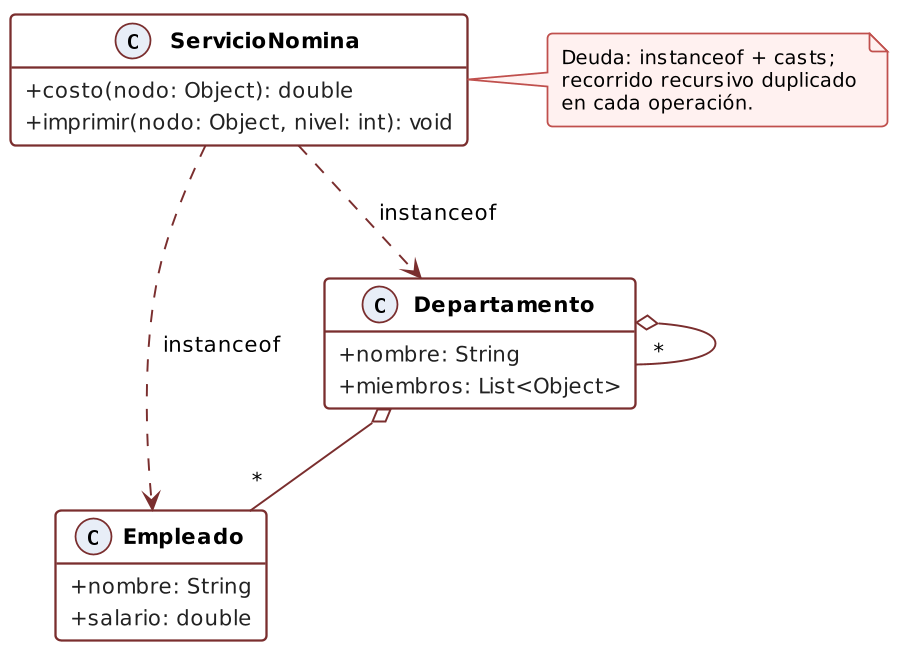 C ServicioNomina
+costo(nodo: Object): double
+imprimir(nodo: Object, nivel: int): void
Deuda: instanceof + casts;
recorrido recursivo duplicado
en cada operación.
instanceof
instanceof
C Departamento
+nombre: String
+miembros: List<Object>
*
*
C Empleado
+nombre: String
+salario: double